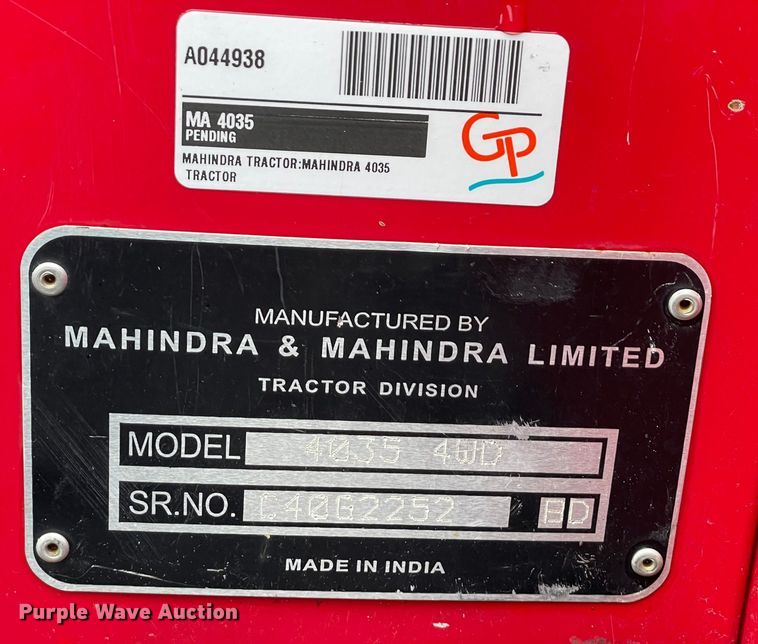 A044938
MA 4035
PENDING
GP
MAHINDRA TRACTOR:MAHINDRA 4035
TRACTOR
MANUFACTURED BY
MAHINDRA & MAHINDRA LIMITED
TRACTOR DIVISION
MODEL 4035 4WD
SR.NO. C40G2252 BD
MADE IN INDIA
Purple Wave Auction